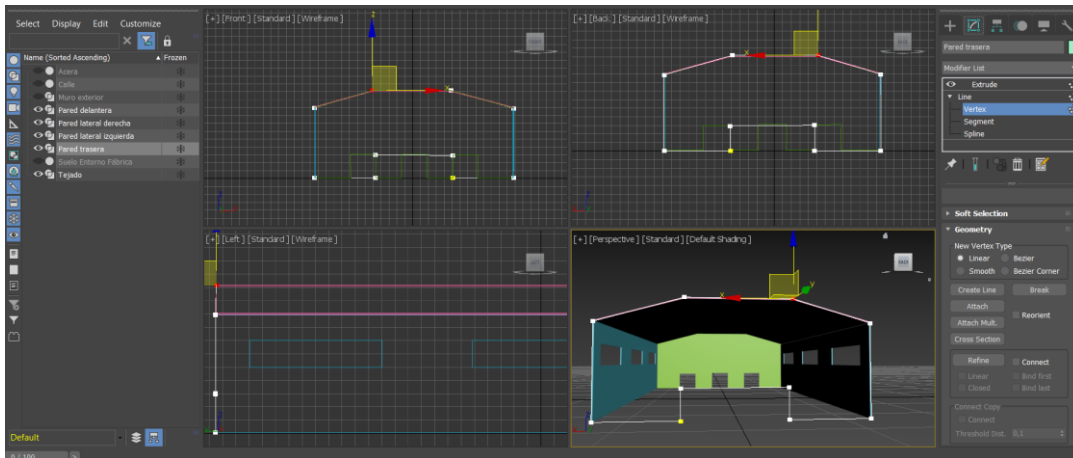 Select Display Edit Customize
Name (Sorted Ascending) ▲ Frozen
Acera
Calle
Muro exterior
Pared delantera
Pared lateral derecha
Pared lateral izquierda
Pared trasera
Suelo Entorno Fábrica
Tejado
Default
0 / 100 >
[+] [Front] [Standard] [Wireframe]
z
x
[+] [Back] [Standard] [Wireframe]
x
[+] [Left] [Standard] [Wireframe]
[+] [Perspective] [Standard] [Default Shading]
x
y
Pared trasera
Modifier List
Extrude
Line
Vertex
Segment
Spline
Soft Selection
Geometry
New Vertex Type
Linear Bezier
Smooth Bezier Corner
Create Line Break
Attach
Reorient
Attach Mult.
Cross Section
Refine Connect
Linear Bind first
Closed Bind last
Connect Copy
Connect
Threshold Dist. 0,1